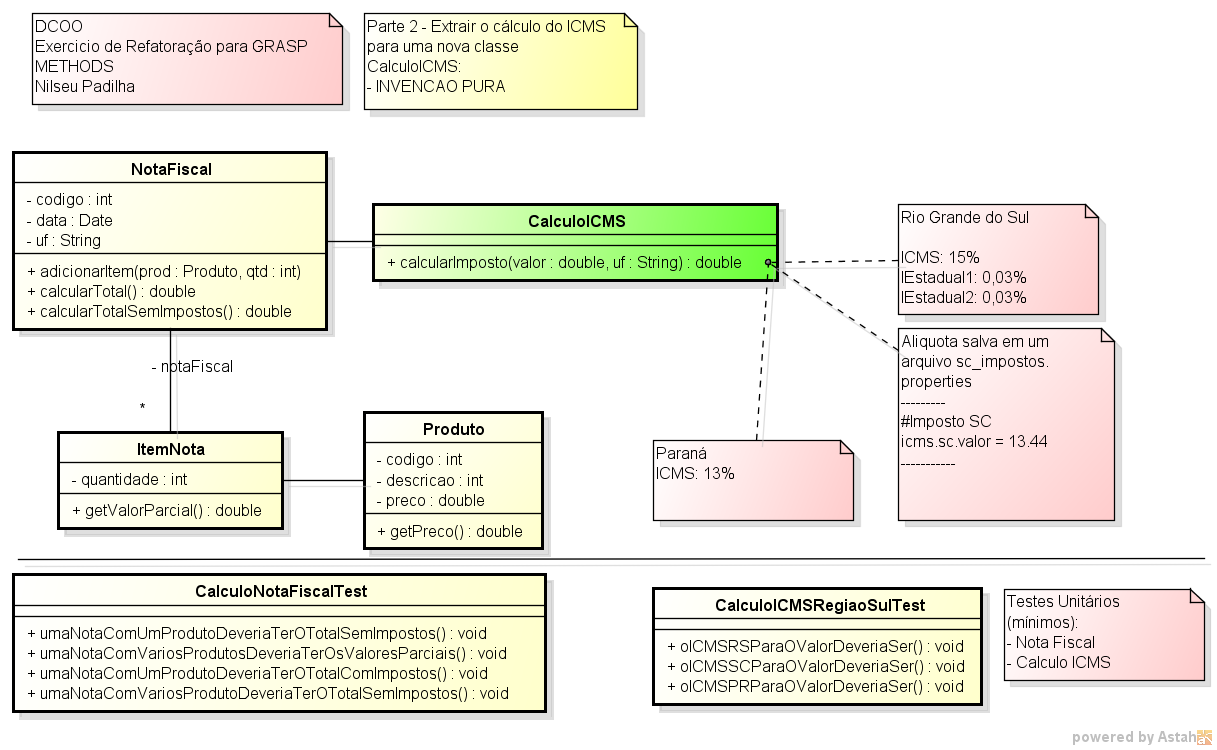 DCOO
Exercicio de Refatoração para GRASP
METHODS
Nilseu Padilha
Parte 2 - Extrair o cálculo do ICMS
para uma nova classe
CalculoICMS:
- INVENCAO PURA
NotaFiscal
- codigo : int
- data : Date
- uf : String
+ adicionarItem(prod : Produto, qtd : int)
+ calcularTotal() : double
+ calcularTotalSemImpostos() : double
CalculoICMS
+ calcularImposto(valor : double, uf : String) : double
Rio Grande do Sul
ICMS: 15%
IEstadual1: 0,03%
IEstadual2: 0,03%
Aliquota salva em um
arquivo sc_impostos.
properties
---------
#Imposto SC
icms.sc.valor = 13.44
-----------
- notaFiscal
*
ItemNota
- quantidade : int
+ getValorParcial() : double
Produto
- codigo : int
- descricao : int
- preco : double
+ getPreco() : double
Paraná
ICMS: 13%
CalculoNotaFiscalTest
+ umaNotaComUmProdutoDeveriaTerOTotalSemImpostos() : void
+ umaNotaComVariosProdutosDeveriaTerOsValoresParciais() : void
+ umaNotaComUmProdutoDeveriaTerOTotalComImpostos() : void
+ umaNotaComVariosProdutoDeveriaTerOTotalSemImpostos() : void
CalculoICMSRegiaoSulTest
+ oICMSRSParaOValorDeveriaSer() : void
+ oICMSSCParaOValorDeveriaSer() : void
+ oICMSPRParaOValorDeveriaSer() : void
Testes Unitários
(mínimos):
- Nota Fiscal
- Calculo ICMS
powered by Astah